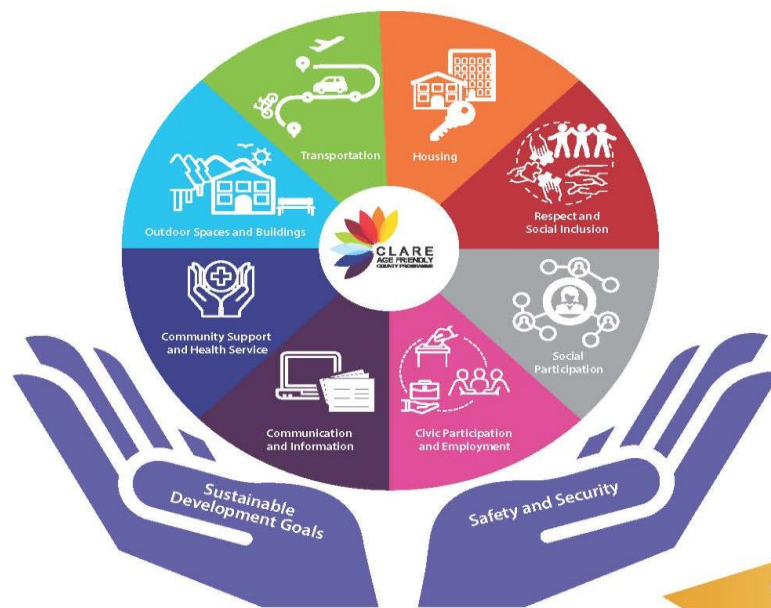 Transportation
Housing
Outdoor Spaces and Buildings
Respect and
Social Inclusion
CLARE
AGE FRIENDLY
COUNTY PROGRAMME
Community Support
and Health Service
Social
Participation
Communication
and Information
Civic Participation
and Employment
Sustainable
Development Goals
Safety and Security